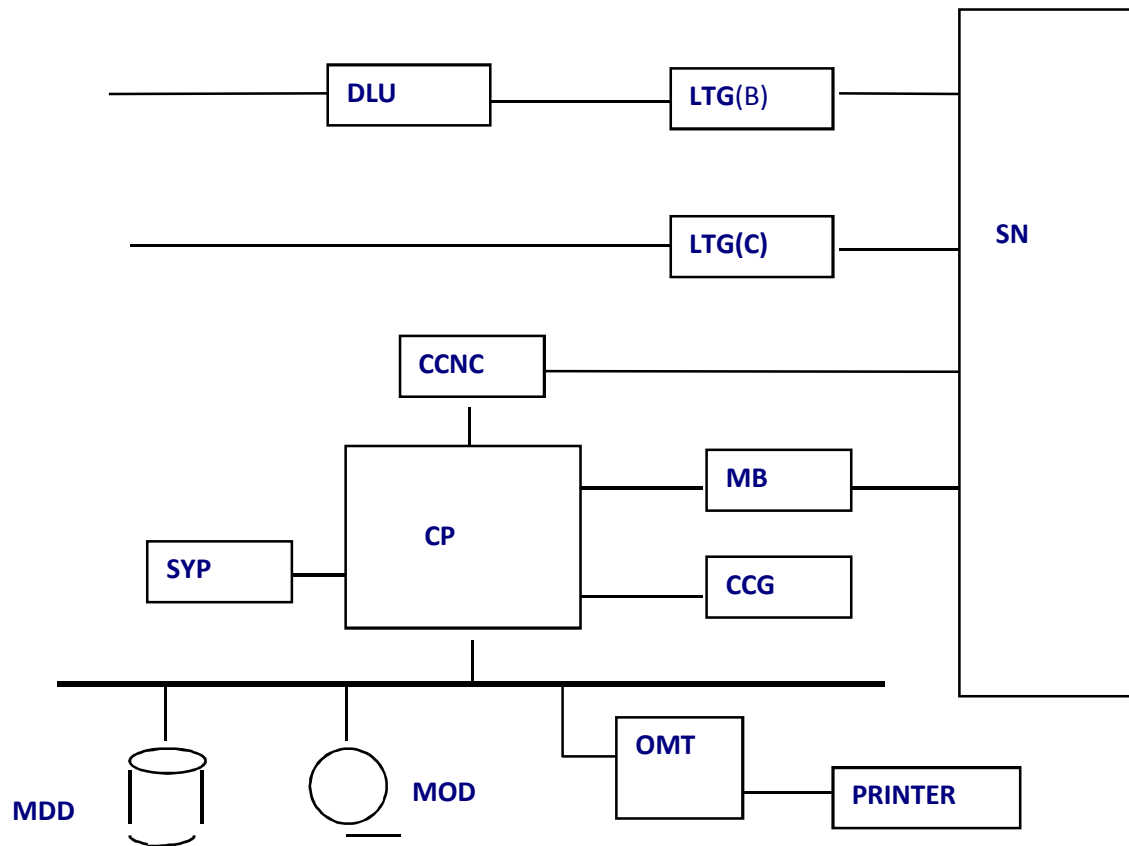 DLU
LTG(B)
LTG(C)
SN
CCNC
MB
CP
SYP
CCG
OMT
MDD
MOD
PRINTER